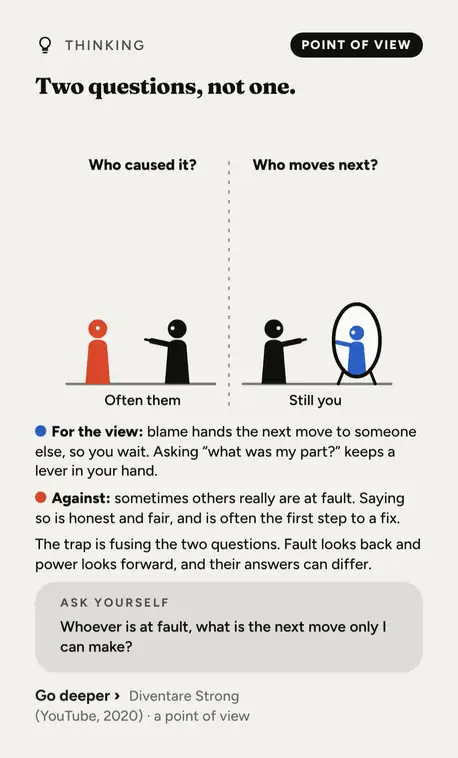 THINKING
POINT OF VIEW
Two questions, not one.
Who caused it?
Who moves next?
Often them
Still you
For the view: blame hands the next move to someone
else, so you wait. Asking “what was my part?” keeps a
lever in your hand.
Against: sometimes others really are at fault. Saying
so is honest and fair, and is often the first step to a fix.
The trap is fusing the two questions. Fault looks back and
power looks forward, and their answers can differ.
ASK YOURSELF
Whoever is at fault, what is the next move only I
can make?
Go deeper › Diventare Strong
(YouTube, 2020) · a point of view